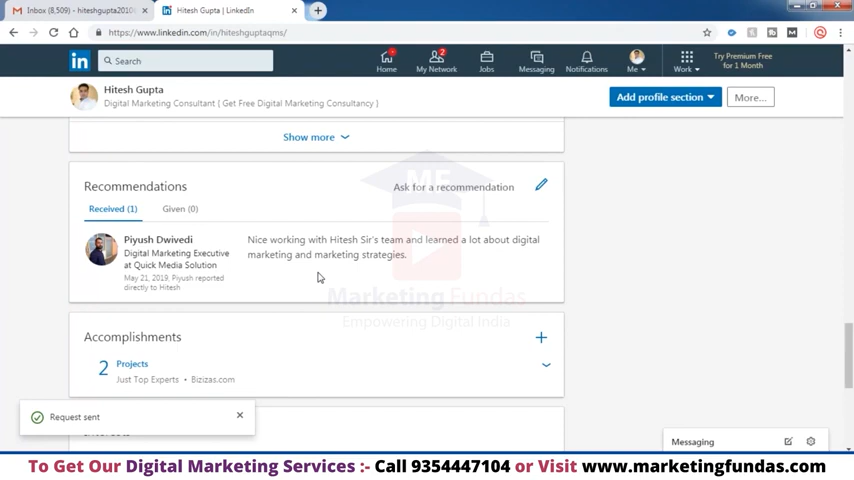 Inbox (8,509) - hiteshgupta2010
Hitesh Gupta | LinkedIn
https://www.linkedin.com/in/hiteshguptaqms/
in
Search
Home
2
My Network
Jobs
Messaging
Notifications
Me
Work
Try Premium Free
for 1 Month
Hitesh Gupta
Digital Marketing Consultant [ Get Free Digital Marketing Consultancy ]
Add profile section
More...
Show more
Recommendations
Ask for a recommendation
Received (1)
Given (0)
Piyush Dwivedi
Digital Marketing Executive
at Quick Media Solution
May 21, 2019, Piyush reported
directly to Hitesh
Nice working with Hitesh Sir's team and learned a lot about digital
marketing and marketing strategies.
MF
Marketing Fundas
Empowering Digital India
Accomplishments
2
Projects
Just Top Experts • Bizizas.com
Request sent
Messaging
To Get Our Digital Marketing Services :- Call 9354447104 or Visit www.marketingfundas.com